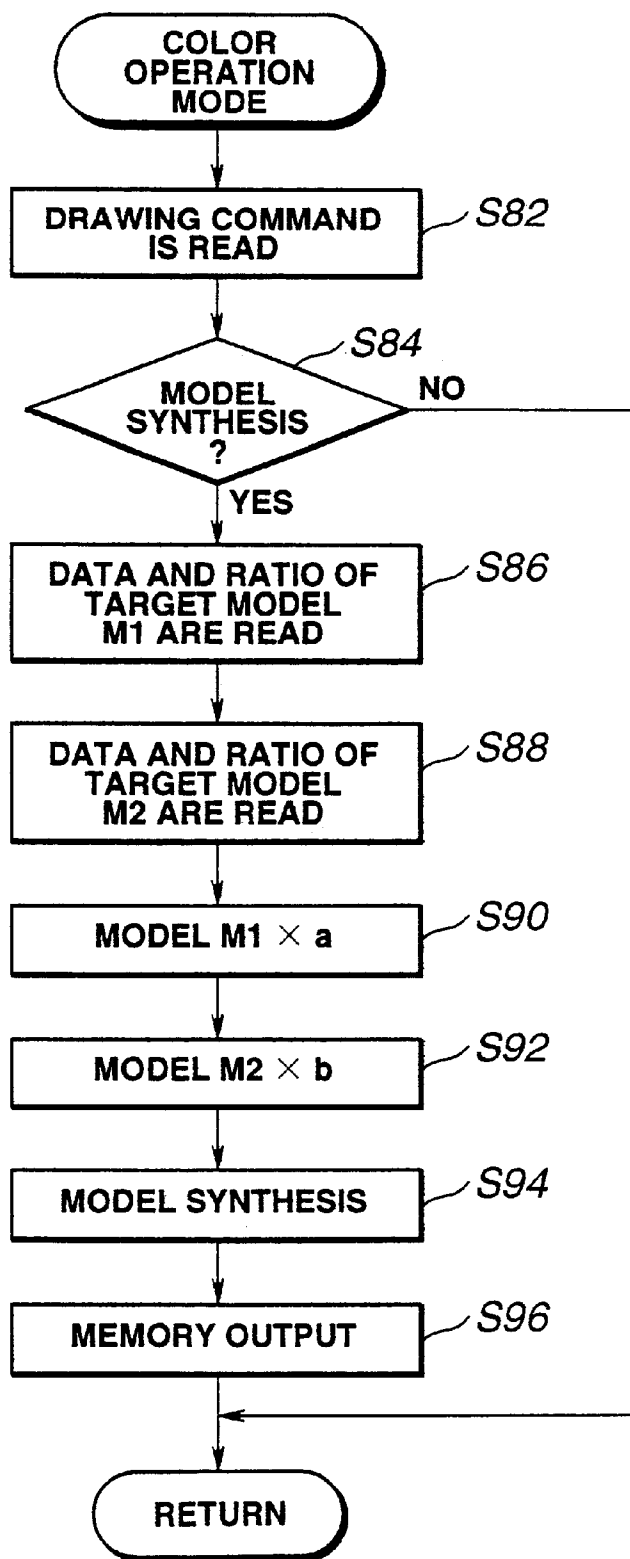 COLOR
OPERATION
MODE
DRAWING COMMAND
IS READ
S82
S84
MODEL
SYNTHESIS
?
NO
YES
DATA AND RATIO OF
TARGET MODEL
M1 ARE READ
S86
DATA AND RATIO OF
TARGET MODEL
M2 ARE READ
S88
MODEL M1 × a
S90
MODEL M2 × b
S92
MODEL SYNTHESIS
S94
MEMORY OUTPUT
S96
RETURN